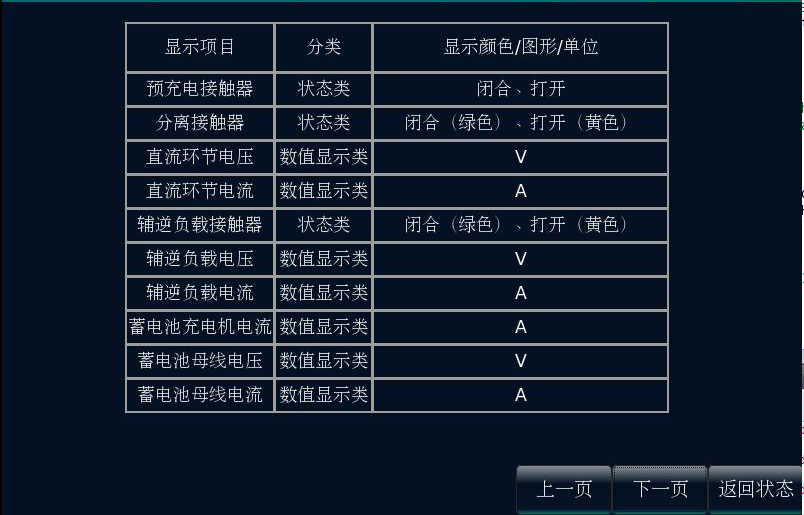 显示项目 分类 显示颜色/图形/单位
预充电接触器 状态类 闭合、打开
分离接触器 状态类 闭合（绿色）、打开（黄色）
直流环节电压 数值显示类 V
直流环节电流 数值显示类 A
辅逆负载接触器 状态类 闭合（绿色）、打开（黄色）
辅逆负载电压 数值显示类 V
辅逆负载电流 数值显示类 A
蓄电池充电机电流 数值显示类 A
蓄电池母线电压 数值显示类 V
蓄电池母线电流 数值显示类 A
上一页 下一页 返回状态